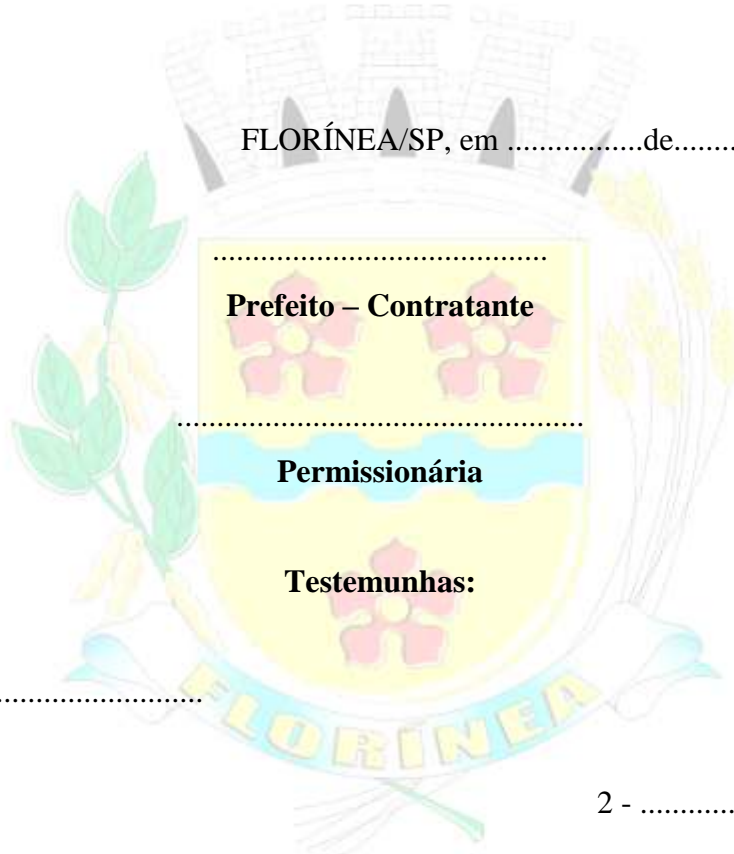 FLORÍNEA/SP, em .................de........
..........................................
Prefeito – Contratante
...................................................
Permissionária
Testemunhas:
..........................
FLORÍNEA
2 - ............